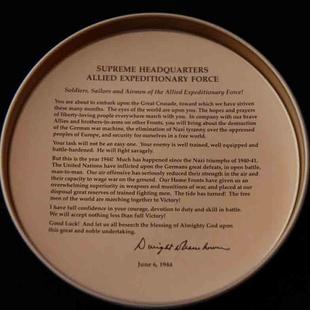 SUPREME HEADQUARTERS
ALLIED EXPEDITIONARY FORCE
Soldiers, Sailors and Airmen of the Allied Expeditionary Force!
You are about to embark upon the Great Crusade, toward which we have striven
these many months. The eyes of the world are upon you. The hopes and prayers
of liberty-loving people everywhere march with you. In company with our brave
Allies and brothers-in-arms on other Fronts, you will bring about the destruction
of the German war machine, the elimination of Nazi tyranny over the oppressed
peoples of Europe, and security for ourselves in a free world.
Your task will not be an easy one. Your enemy is well trained, well equipped and
battle-hardened. He will fight savagely.
But this is the year 1944! Much has happened since the Nazi triumphs of 1940-41.
The United Nations have inflicted upon the Germans great defeats, in open battle,
man-to-man. Our air offensive has seriously reduced their strength in the air and
their capacity to wage war on the ground. Our Home Fronts have given us an
overwhelming superiority in weapons and munitions of war, and placed at our
disposal great reserves of trained fighting men. The tide has turned! The free
men of the world are marching together to Victory!
I have full confidence in your courage, devotion to duty and skill in battle.
We will accept nothing less than full Victory!
Good Luck! And let us all beseech the blessing of Almighty God upon
this great and noble undertaking.
Dwight D Eisenhower
June 6, 1944